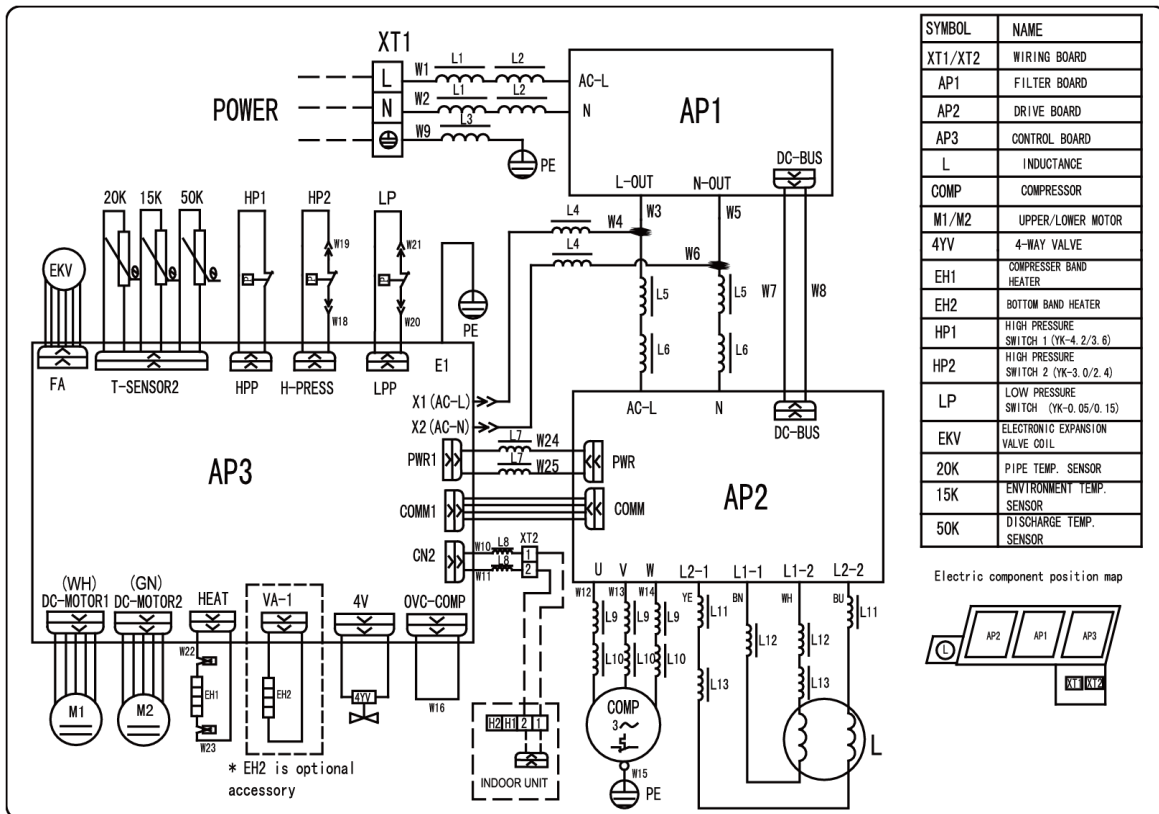 XT1
L
N
POWER
W1
L1
L2
W2
L1
L2
W9
L3
PE
AC-L
N
AP1
DC-BUS
L-OUT
N-OUT
20K
15K
50K
HP1
HP2
LP
L4
W4
W3
W5
L4
W6
W19
W21
W18
W20
EKV
θ
θ
θ
P
P
P
PE
L5
L5
L6
L6
W7
W8
FA
T-SENSOR2
HPP
H-PRESS
LPP
E1
X1(AC-L)
X2(AC-N)
AC-L
N
DC-BUS
AP3
PWR1
L7
W24
L7
W25
PWR
AP2
COMM1
COMM
CN2
W10
L8
W11
L8
XT2
1
2
U
V
W
L2-1
L1-1
L1-2
L2-2
W12
W13
W14
YE
BN
WH
BU
(WH)
DC-MOTOR1
(GN)
DC-MOTOR2
HEAT
VA-1
4V
OVC-COMP
L9
L9
L9
L11
L11
L12
L12
L10
L10
L10
L13
L13
W22
EH1
W23
EH2
4YV
W16
M1
M2
COMP
3~
L
W15
PE
H2
H1
2
1
INDOOR UNIT
* EH2 is optional
accessory
SYMBOL NAME
XT1/XT2 WIRING BOARD
AP1 FILTER BOARD
AP2 DRIVE BOARD
AP3 CONTROL BOARD
L INDUCTANCE
COMP COMPRESSOR
M1/M2 UPPER/LOWER MOTOR
4YV 4-WAY VALVE
EH1 COMPRESSER BAND
HEATER
EH2 BOTTOM BAND HEATER
HP1 HIGH PRESSURE
SWITCH 1 (YK-4.2/3.6)
HP2 HIGH PRESSURE
SWITCH 2 (YK-3.0/2.4)
LP LOW PRESSURE
SWITCH (YK-0.05/0.15)
EKV ELECTRONIC EXPANSION
VALVE COIL
20K PIPE TEMP. SENSOR
15K ENVIRONMENT TEMP.
SENSOR
50K DISCHARGE TEMP.
SENSOR
Electric component position map
L
AP2
AP1
AP3
XT1
XT2